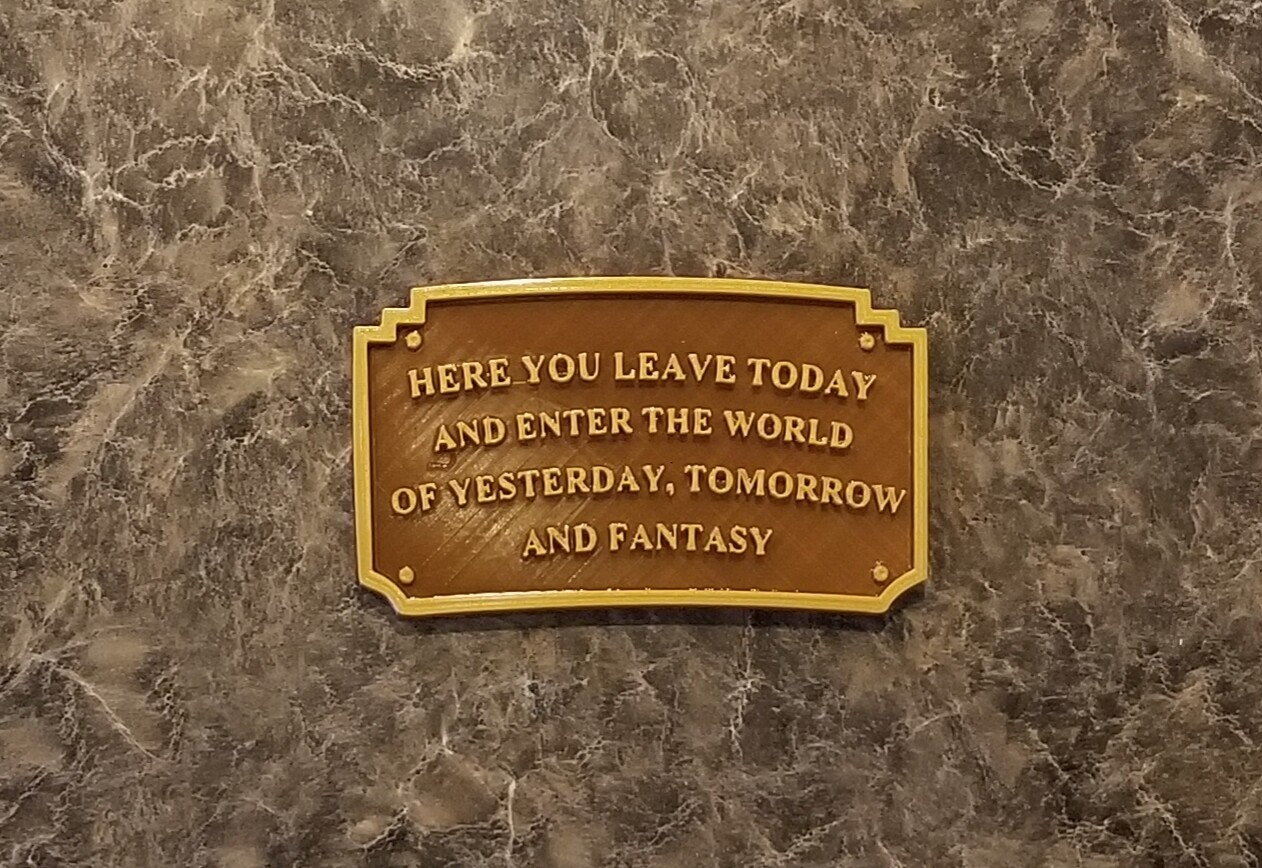 HERE YOU LEAVE TODAY
AND ENTER THE WORLD
OF YESTERDAY, TOMORROW
AND FANTASY